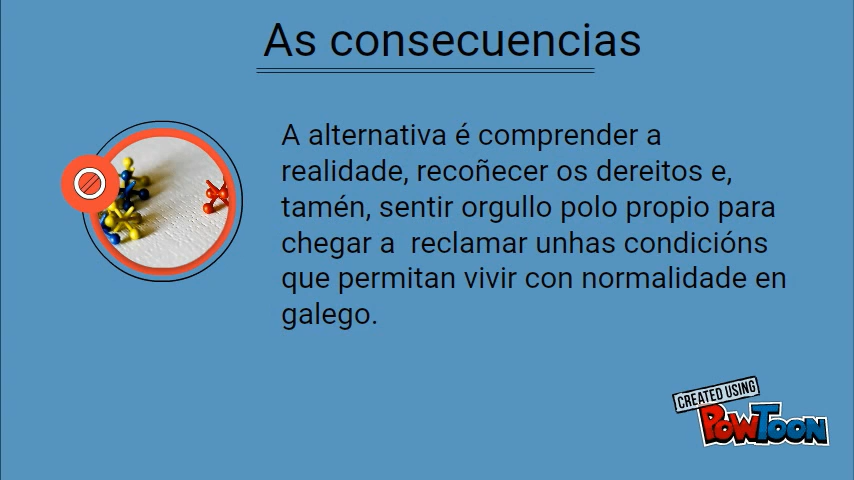 As consecuencias
A alternativa é comprender a
realidade, recoñecer os dereitos e,
tamén, sentir orgullo polo propio para
chegar a  reclamar unhas condicións
que permitan vivir con normalidade en
galego.
CREATED USING
POWTOON